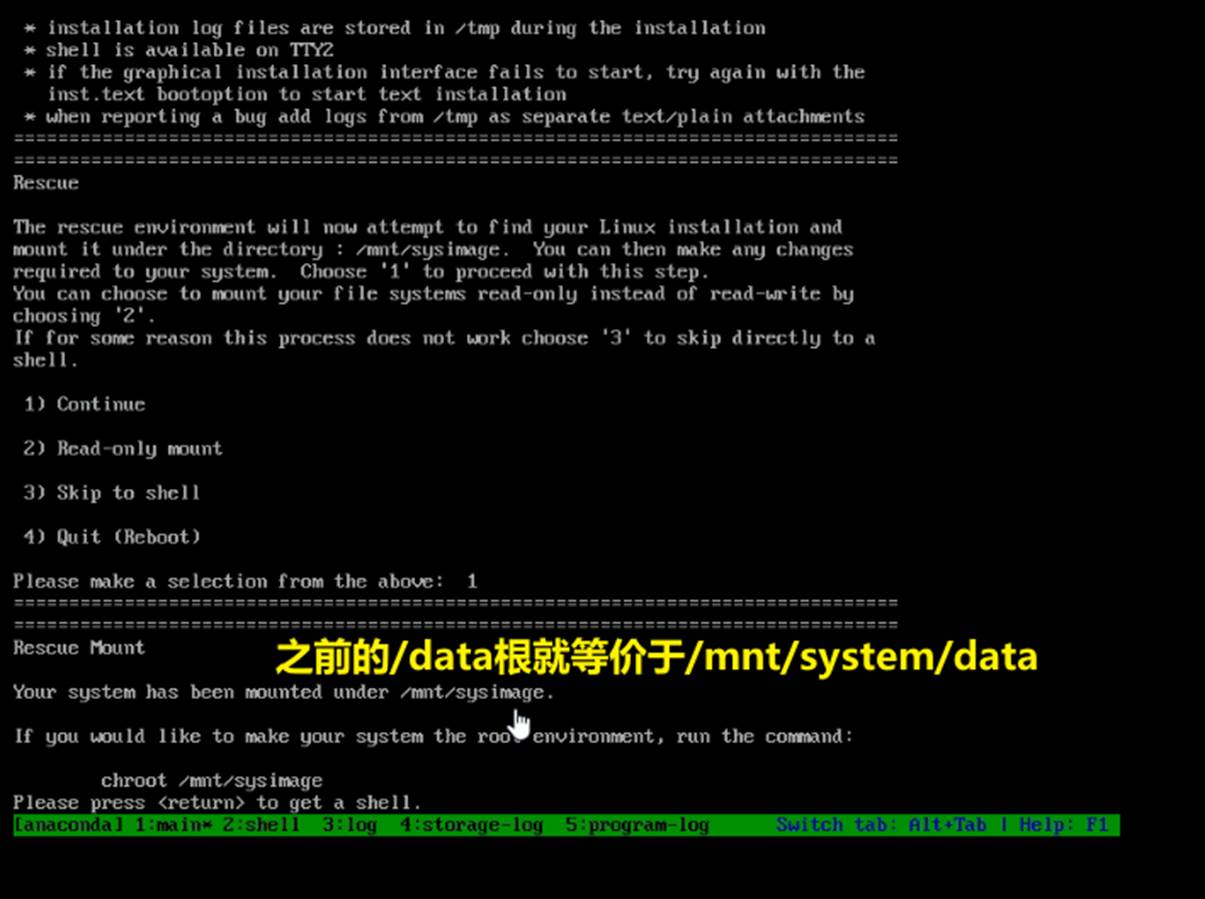 * installation log files are stored in /tmp during the installation
* shell is available on TTY2
* if the graphical installation interface fails to start, try again with the
inst.text bootoption to start text installation
* when reporting a bug add logs from /tmp as separate text/plain attachments
================================================================================
================================================================================
Rescue
The rescue environment will now attempt to find your Linux installation and
mount it under the directory : /mnt/sysimage.  You can then make any changes
required to your system.  Choose '1' to proceed with this step.
You can choose to mount your file systems read-only instead of read-write by
choosing '2'.
If for some reason this process does not work choose '3' to skip directly to a
shell.
1) Continue
2) Read-only mount
3) Skip to shell
4) Quit (Reboot)
Please make a selection from the above:  1
================================================================================
================================================================================
Rescue Mount
之前的/data根就等价于/mnt/system/data
Your system has been mounted under /mnt/sysimage.
If you would like to make your system the root environment, run the command:
chroot /mnt/sysimage
Please press <return> to get a shell.
[anaconda] 1:main* 2:shell  3:log  4:storage-log  5:program-log      Switch tab: Alt+Tab | Help: F1